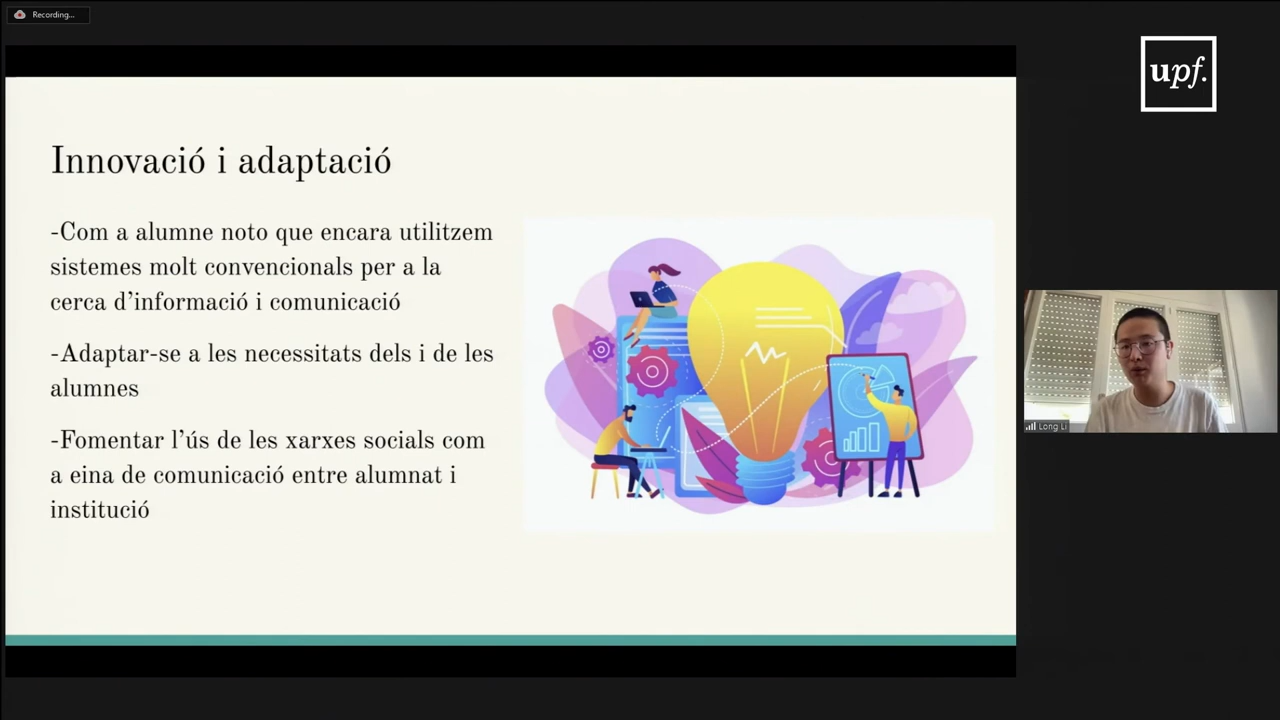 Recording...
upf.
Innovació i adaptació
-Com a alumne noto que encara utilitzem
sistemes molt convencionals per a la
cerca d’informació i comunicació
-Adaptar-se a les necessitats dels i de les
alumnes
-Fomentar l’ús de les xarxes socials com
a eina de comunicació entre alumnat i
institució
Long Li